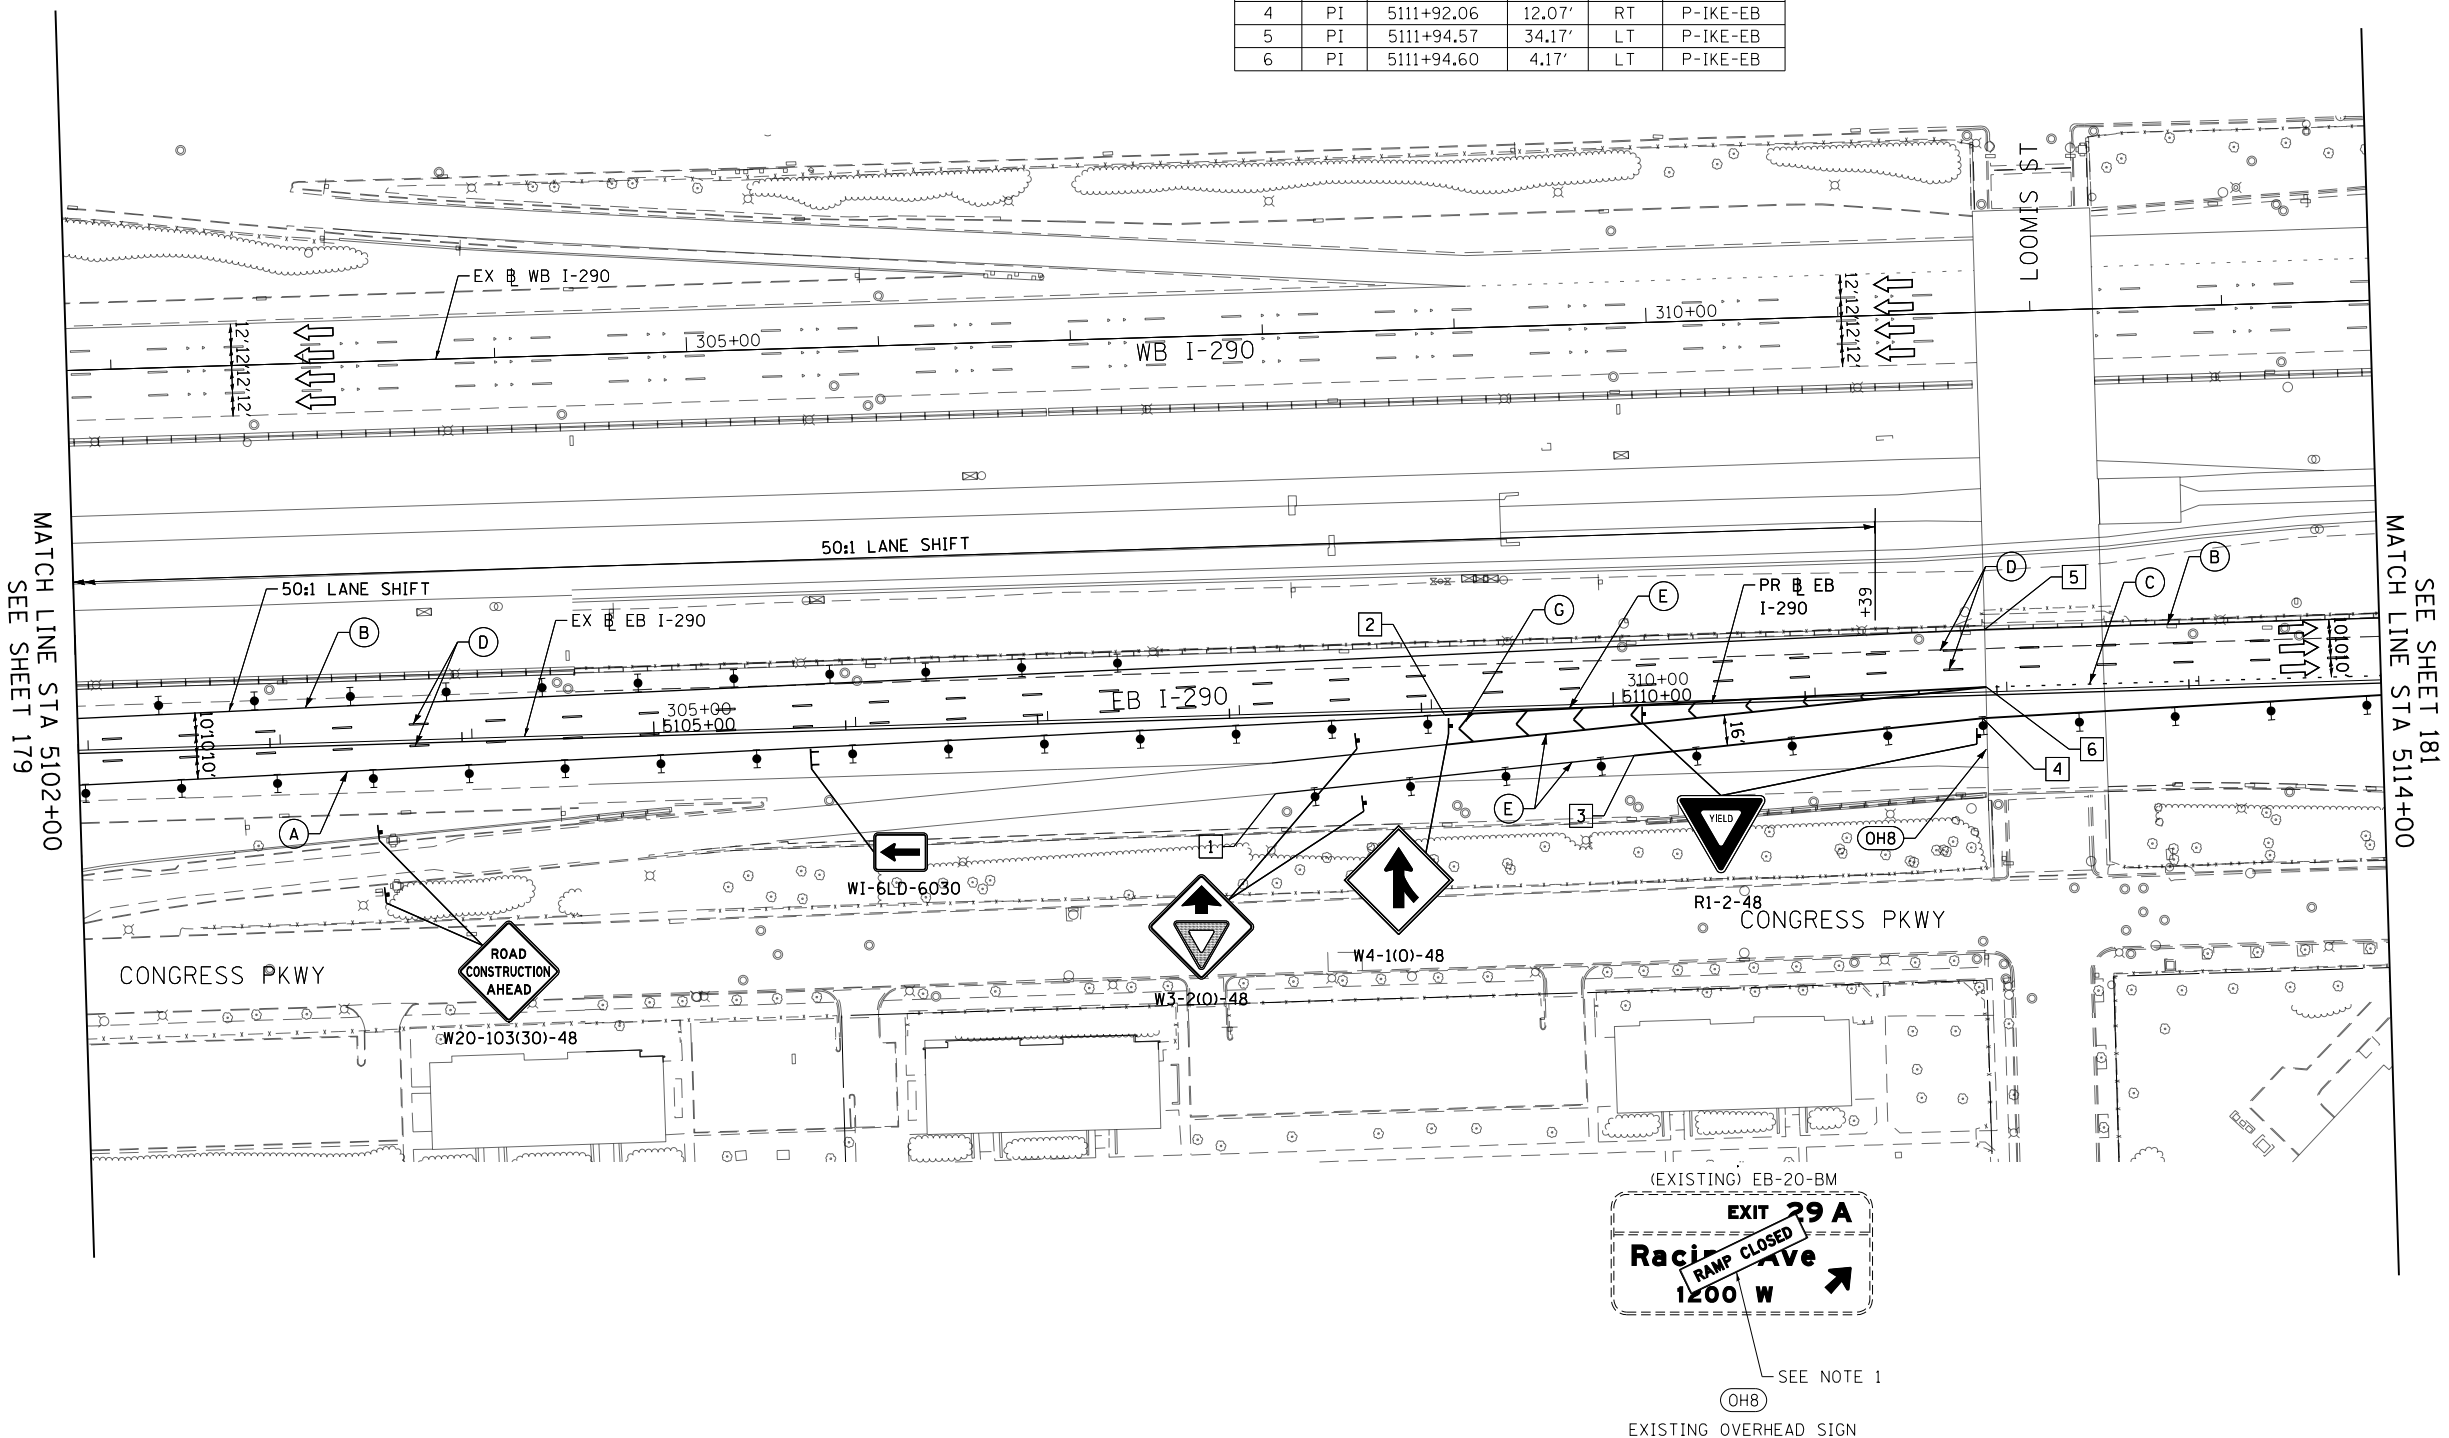 4 PI 5111+92.06 12.07' RT P-IKE-EB
5 PI 5111+94.57 34.17' LT P-IKE-EB
6 PI 5111+94.60 4.17' LT P-IKE-EB
LOOMIS ST
EX B WB I-290
12'12'12'12'
305+00
WB I-290
310+00
12'12'12'12'
MATCH LINE STA 5102+00
SEE SHEET 179
SEE SHEET 181
MATCH LINE STA 5114+00
50:1 LANE SHIFT
50:1 LANE SHIFT
B
D
EX B EB I-290
2
G
E
PR B EB
I-290
+39
D
5
C
B
10'10'10'
305+00
5105+00
EB I-290
310+00
5110+00
10'10'10'
16'
A
1
E
3
4
6
OH8
WI-6LD-6030
W3-2(O)-48
W4-1(O)-48
YIELD
R1-2-48
CONGRESS PKWY
CONGRESS PKWY
ROAD
CONSTRUCTION
AHEAD
W20-103(30)-48
(EXISTING) EB-20-BM
EXIT 29 A
Ave
RAMP CLOSED
1200 W
SEE NOTE 1
OH8
EXISTING OVERHEAD SIGN